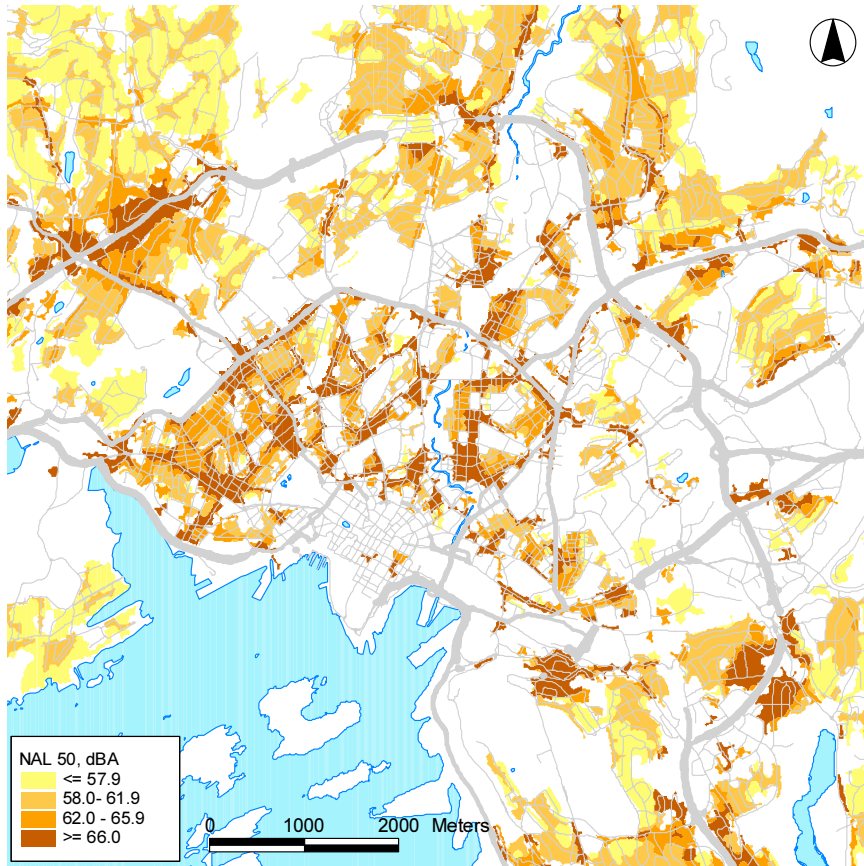 NAL 50, dBA
<= 57.9
58.0- 61.9
62.0 - 65.9
>= 66.0
0 1000 2000 Meters